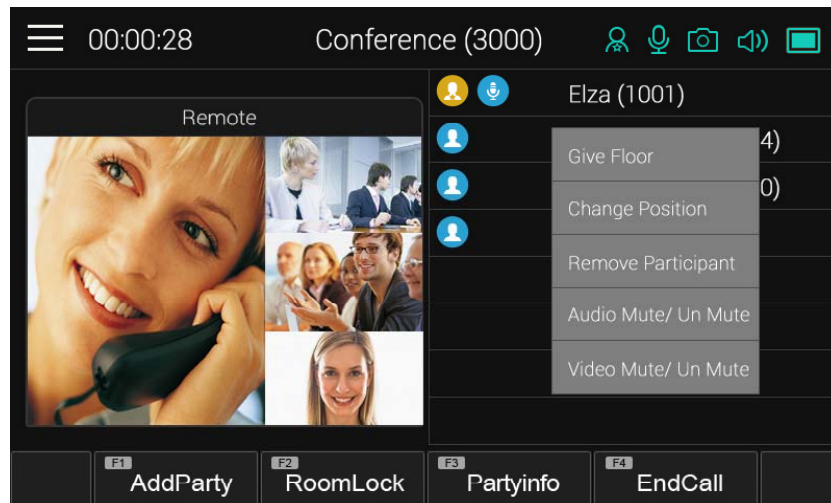 00:00:28 Conference (3000)
Remote
Elza (1001)
4)
0)
Give Floor
Change Position
Remove Participant
Audio Mute/ Un Mute
Video Mute/ Un Mute
F1 AddParty F2 RoomLock F3 Partyinfo F4 EndCall